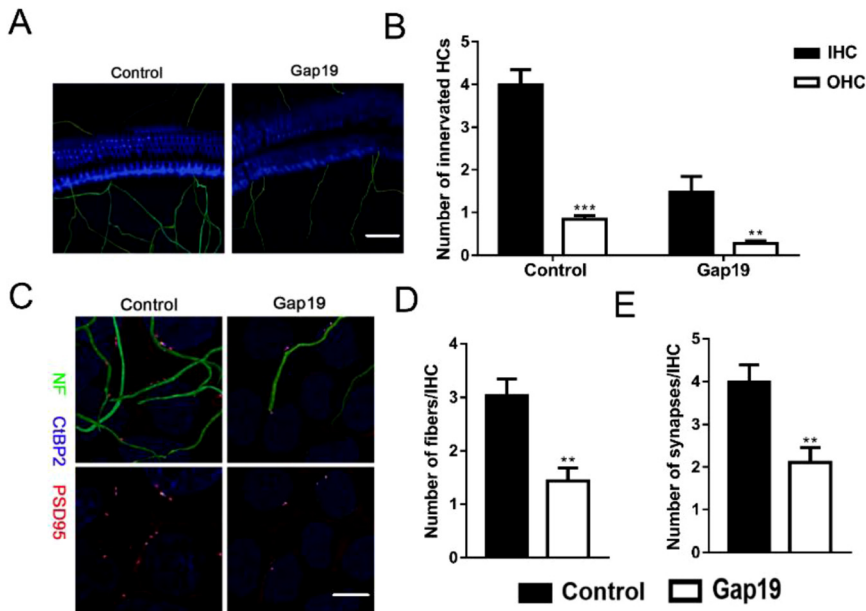 A
Control
Gap19
B
Number of innervated HCs
5
4
3
2
1
0
***
**
Control
Gap19
IHC
OHC
C
Control
Gap19
NF
CtBP2
PSD95
D
Number of fibers/IHC
4
3
2
1
0
**
E
Number of synapses/IHC
5
4
3
2
1
0
**
Control
Gap19